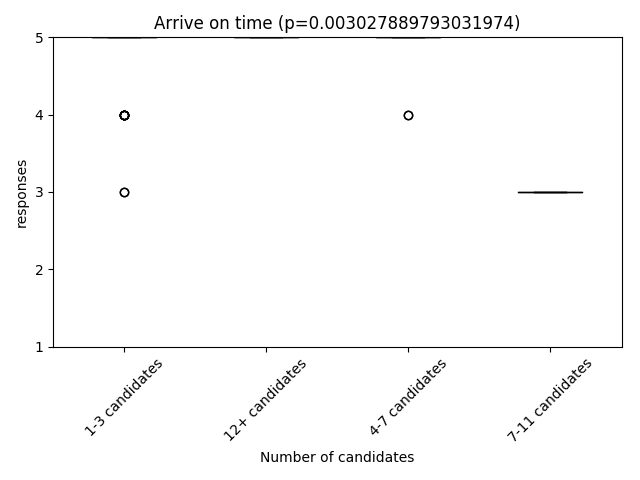 Arrive on time (p=0.003027889793031974)
5
4
3
2
1
responses
1-3 candidates
12+ candidates
4-7 candidates
7-11 candidates
Number of candidates